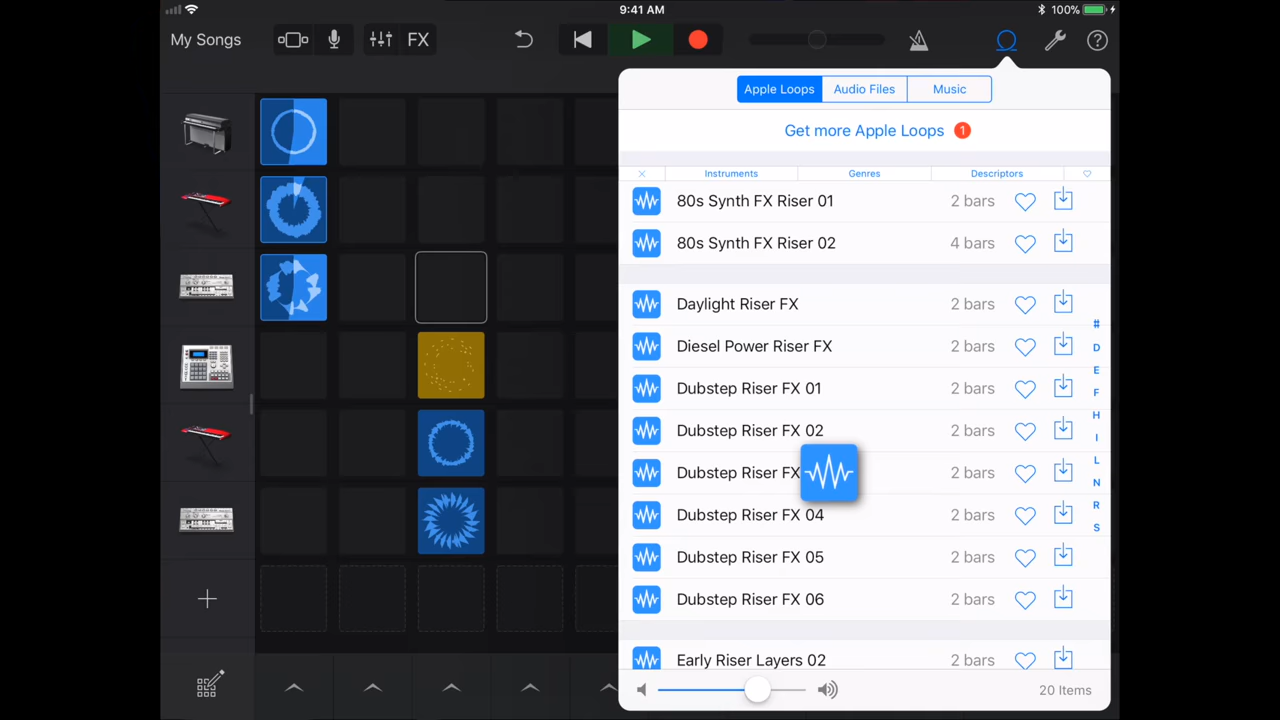 9:41 AM
100%
My Songs
FX
Apple Loops Audio Files Music
Get more Apple Loops 1
Instruments Genres Descriptors
80s Synth FX Riser 01 2 bars
80s Synth FX Riser 02 4 bars
Daylight Riser FX 2 bars
Diesel Power Riser FX 2 bars
Dubstep Riser FX 01 2 bars
Dubstep Riser FX 02 2 bars
Dubstep Riser FX 2 bars
Dubstep Riser FX 04 2 bars
Dubstep Riser FX 05 2 bars
Dubstep Riser FX 06 2 bars
Early Riser Layers 02 2 bars
#
D
E
F
H
I
L
N
R
S
20 Items